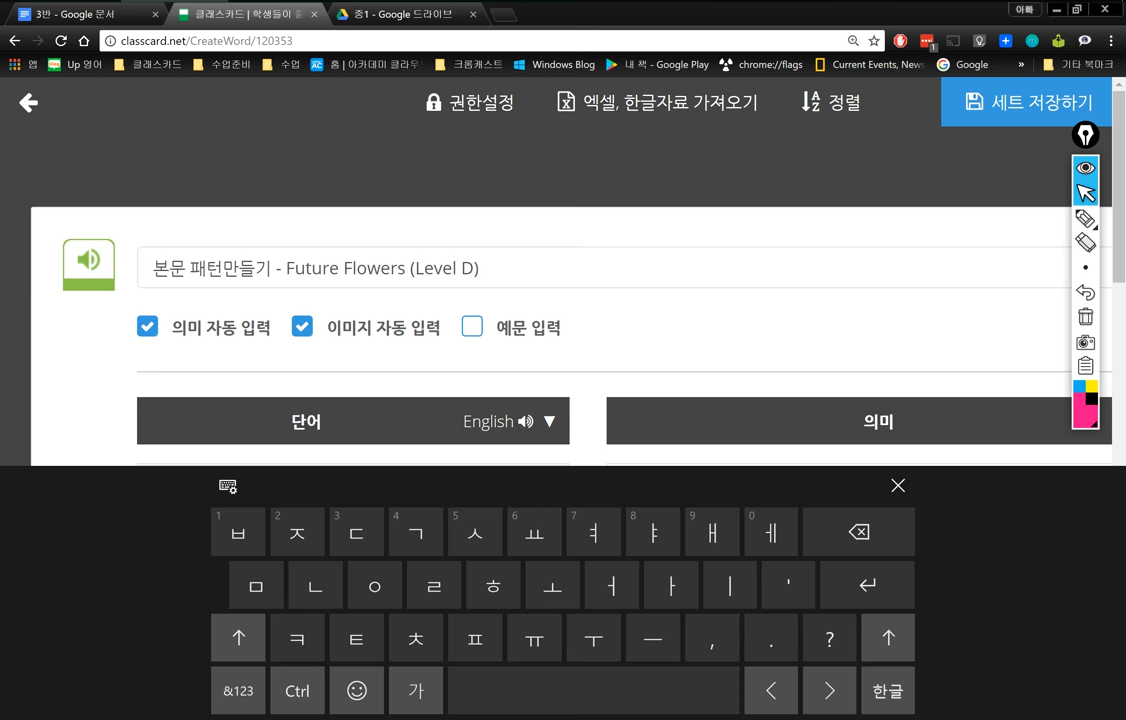 3반 - Google 문서
클래스카드 | 학생들이 좋
중1 - Google 드라이브
아빠
classcard.net/CreateWord/120353
1
앱
Up 영어
클래스카드
수업준비
수업
홈 | 아카데미 클라우
크롬캐스트
Windows Blog
내 책 - Google Play
chrome://flags
Current Events, News
Google
»
기타 북마크
권한설정
엑셀, 한글자료 가져오기
정렬
세트 저장하기
본문 패턴만들기 - Future Flowers (Level D)
의미 자동 입력
이미지 자동 입력
예문 입력
단어
English
의미
1 ㅂ 2 ㅈ 3 ㄷ 4 ㄱ 5 ㅅ 6 ㅛ 7 ㅕ 8 ㅑ 9 ㅐ 0 ㅔ
ㅁ ㄴ ㅇ ㄹ ㅎ ㅗ ㅓ ㅏ ㅣ '
ㅋ ㅌ ㅊ ㅍ ㅠ ㅜ ㅡ , . ?
&123 Ctrl 가 한글